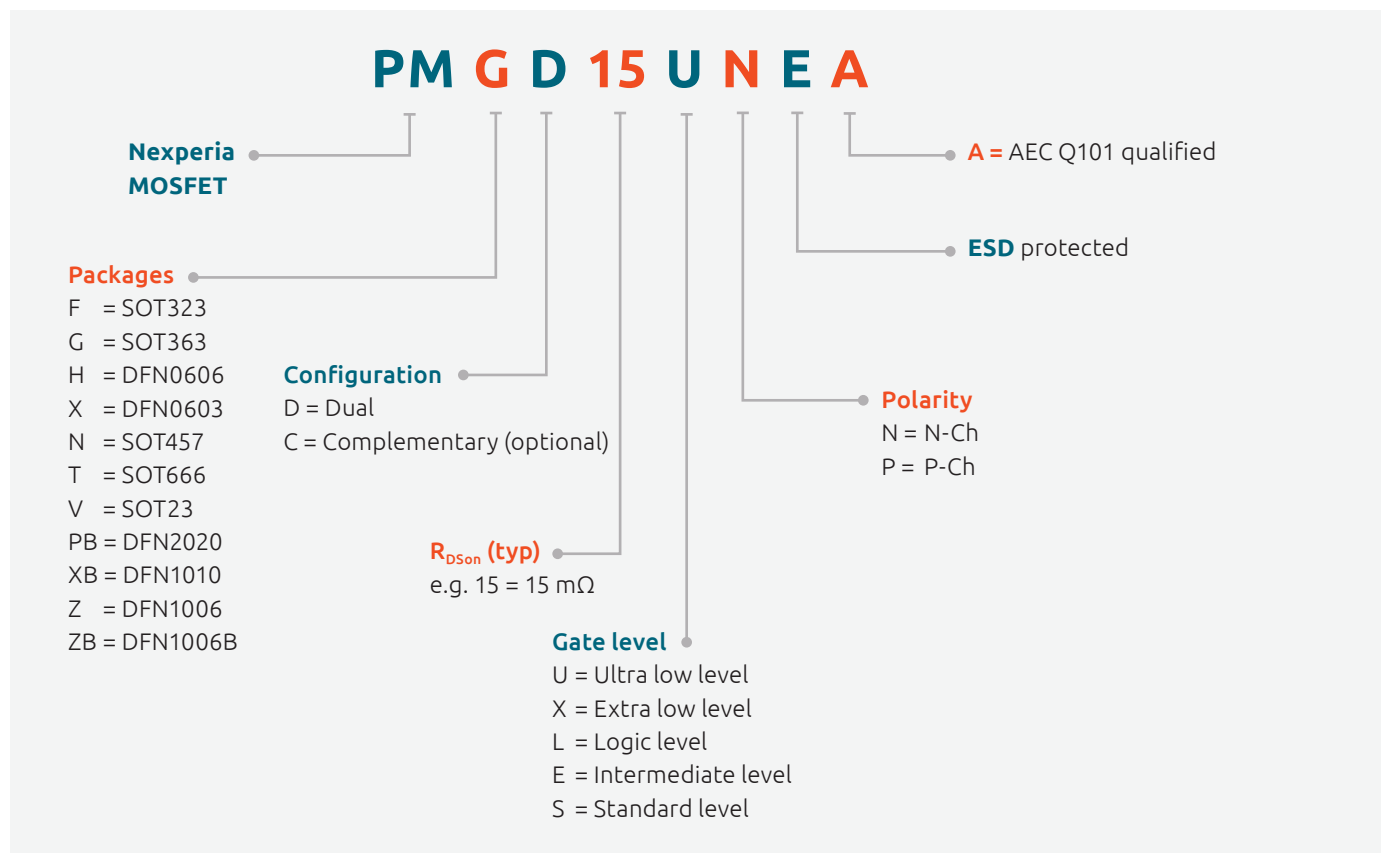 PM G D 15 U N E A
Nexperia
MOSFET
A = AEC Q101 qualified
ESD protected
Packages
F = SOT323
G = SOT363
H = DFN0606
X = DFN0603
N = SOT457
T = SOT666
V = SOT23
PB = DFN2020
XB = DFN1010
Z = DFN1006
ZB = DFN1006B
Configuration
D = Dual
C = Complementary (optional)
Polarity
N = N-Ch
P = P-Ch
RDSon (typ)
e.g. 15 = 15 mΩ
Gate level
U = Ultra low level
X = Extra low level
L = Logic level
E = Intermediate level
S = Standard level